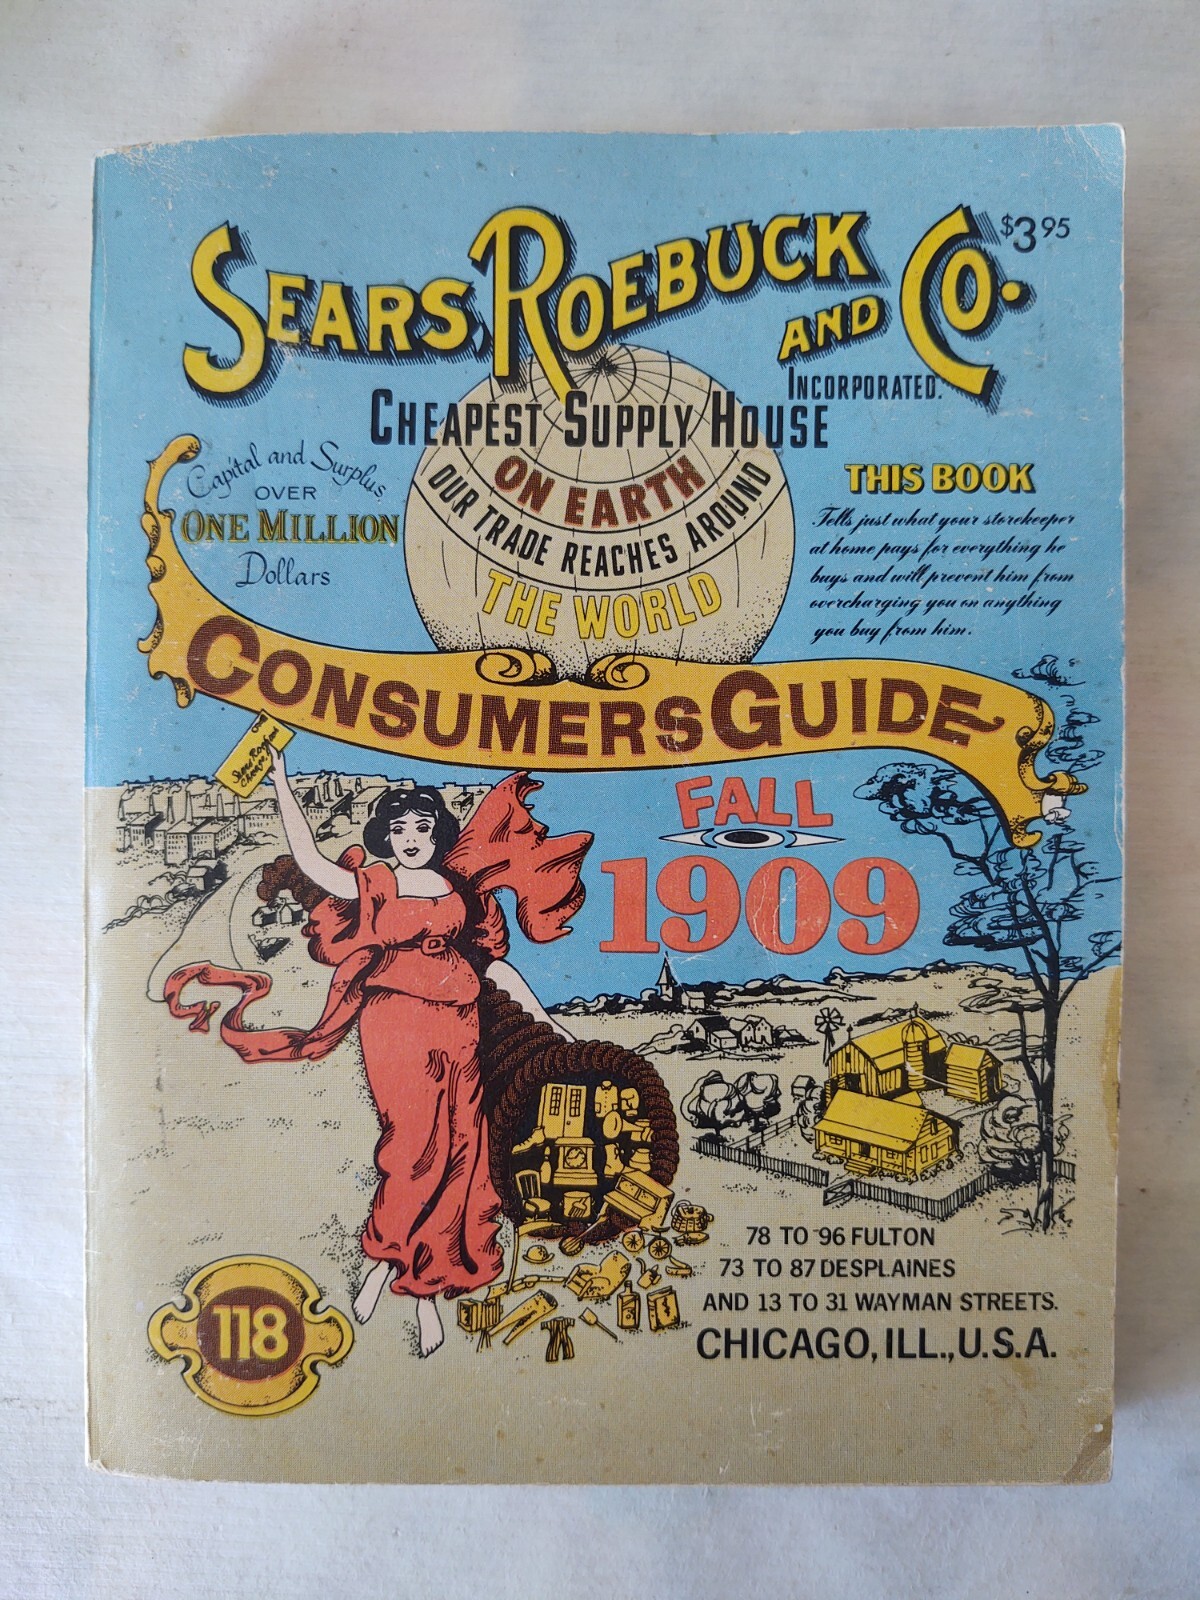 SEARS, ROEBUCK AND CO.
$3.95
INCORPORATED.
CHEAPEST SUPPLY HOUSE
ON EARTH
OUR TRADE REACHES AROUND
THE WORLD
Capital and Surplus
OVER
ONE MILLION
Dollars
THIS BOOK
Tells just what your storekeeper
at home pays for everything he
buys and will prevent him from
overcharging you on anything
you buy from him.
CONSUMERS GUIDE
FALL
1909
118
78 TO 96 FULTON
73 TO 87 DESPLAINES
AND 13 TO 31 WAYMAN STREETS.
CHICAGO, ILL., U.S.A.